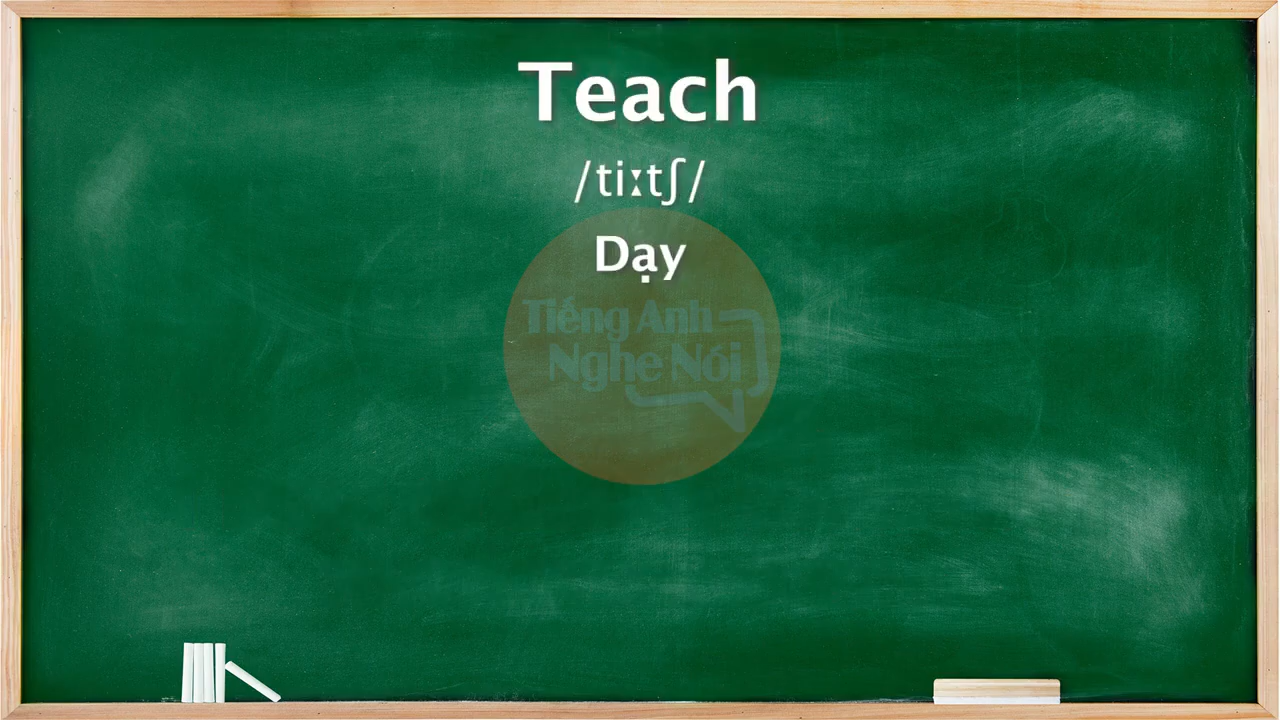 Teach
/tiːtʃ/
Dạy
Tiếng Anh
Nghe Nói